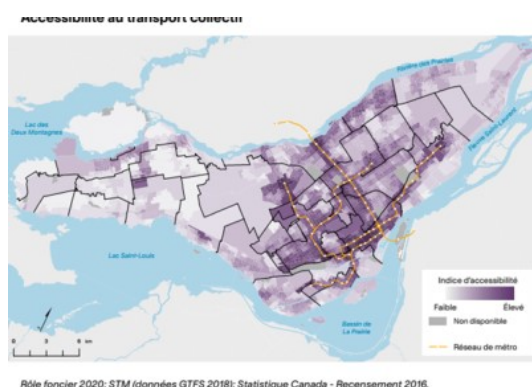 Accessibilité au transport collectif
Rivière des Prairies
Lac des
Deux Montagnes
Fleuve Saint-Laurent
Lac Saint-Louis
Bassin de
La Prairie
Indice d'accessibilité
Faible Élevé
Non disponible
Réseau de métro
0 3 6 km
Rôle foncier 2020; STM (données GTFS 2018); Statistique Canada - Recensement 2016.